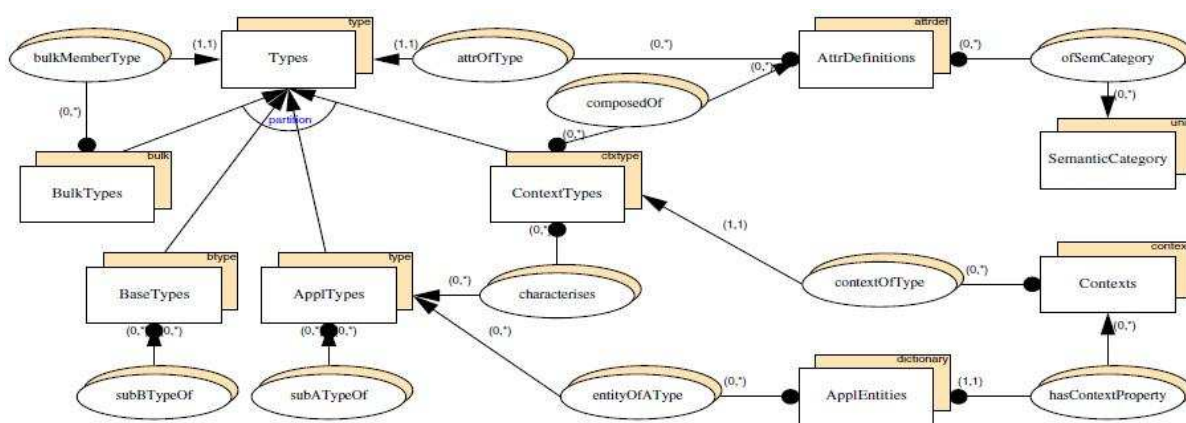 type
attrdef
bulkMemberType
(1,1)
Types
(1,1)
attrOfType
(0,*)
AttrDefinitions
(0,*)
ofSemCategory
(0,*)
composedOf
(0,*)
(0,*)
partition
(0,*)
bulk
ctxtype
SemanticCategory
BulkTypes
ContextTypes
(0,*)
(1,1)
btype
type
contex
(0,*)
(0,*)
BaseTypes
ApplTypes
characterises
contextOfType
Contexts
(0,*)
(0,*)
(0,*)
(0,*)
(0,*)
(0,*)
dictionary
(0,*)
(1,1)
subBTypeOf
subATypeOf
entityOfAType
ApplEntities
hasContextProperty